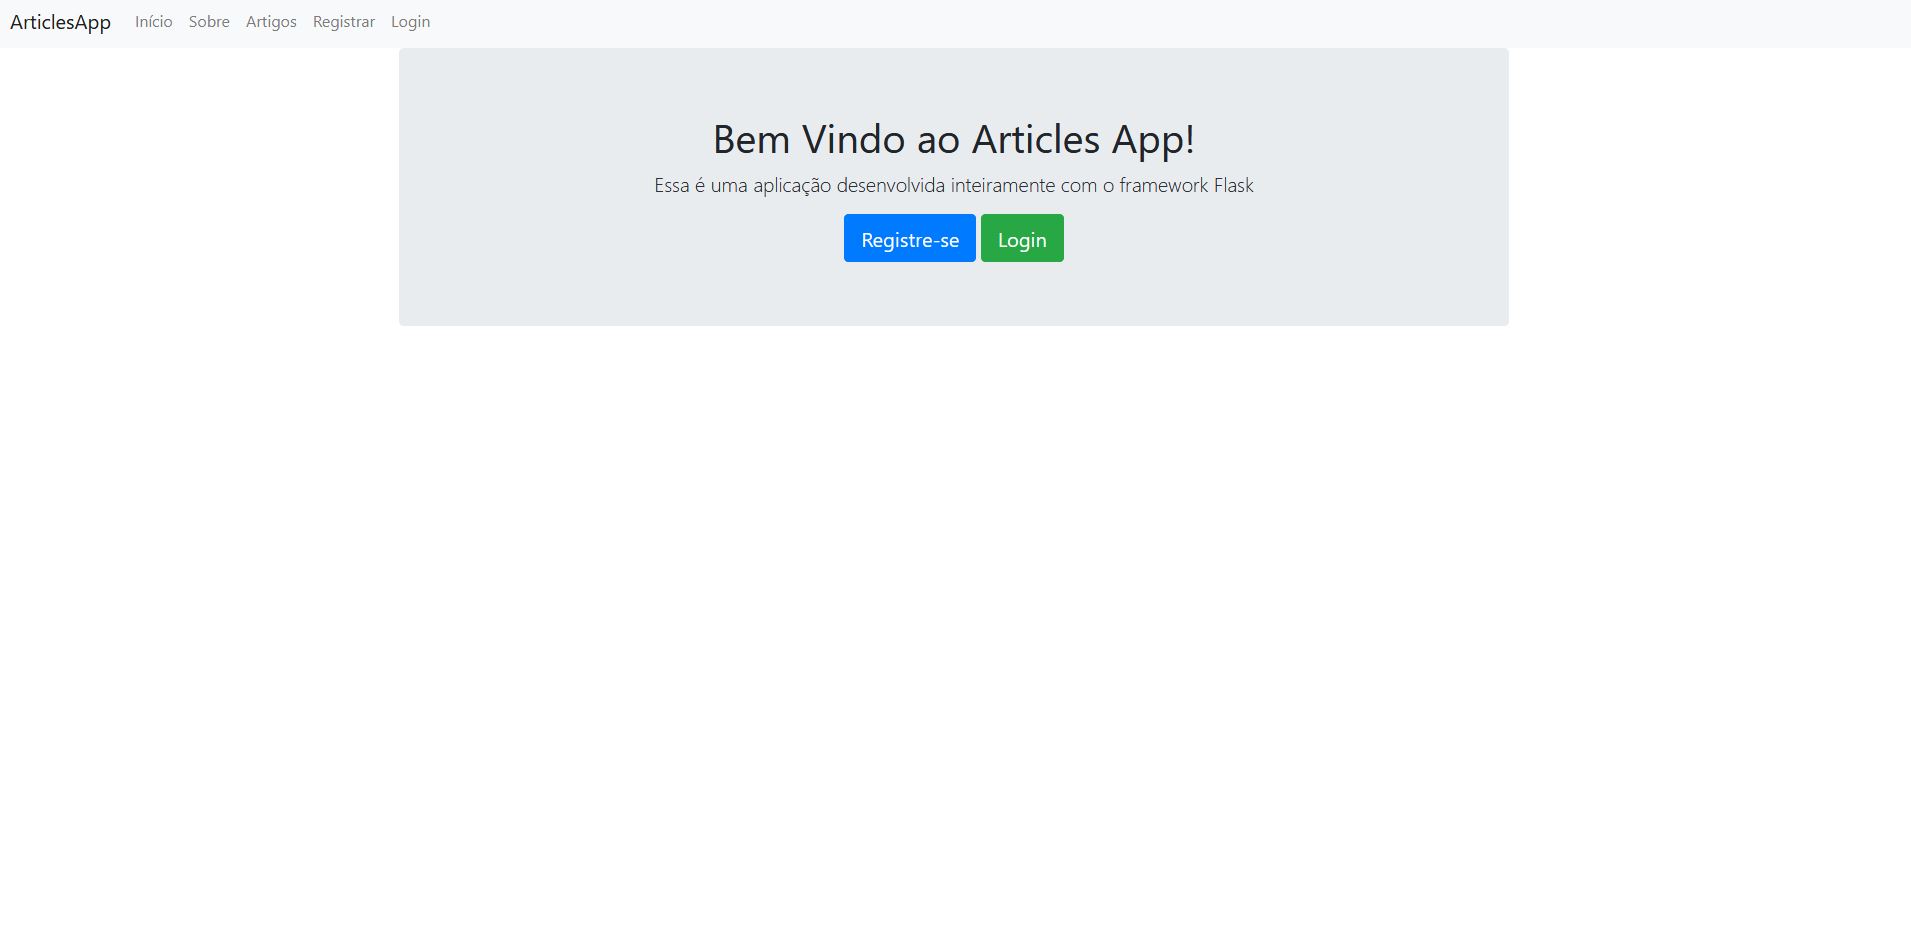 ArticlesApp Início Sobre Artigos Registrar Login
Bem Vindo ao Articles App!
Essa é uma aplicação desenvolvida inteiramente com o framework Flask
Registre-se Login